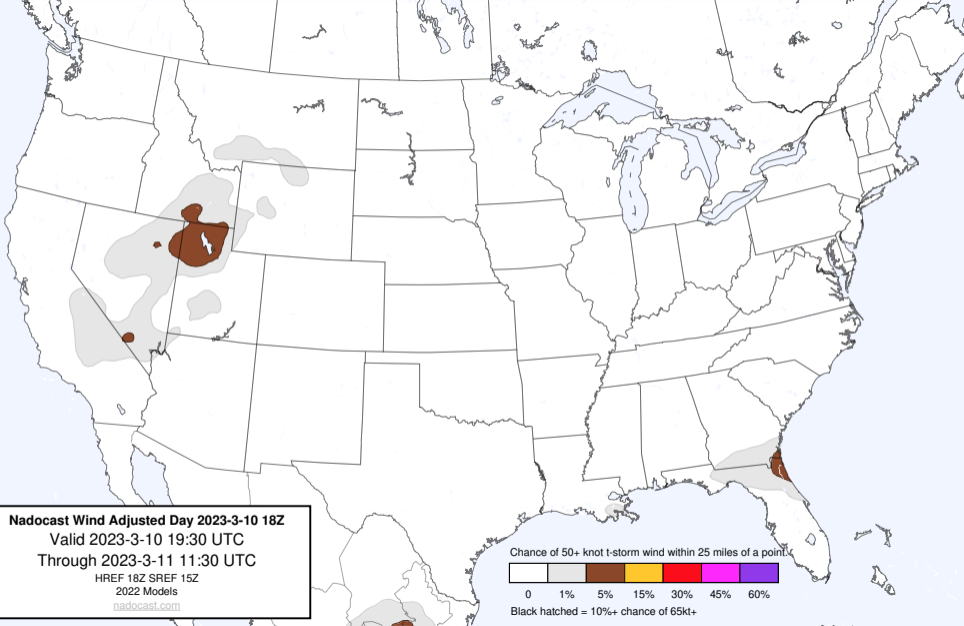 Nadocast Wind Adjusted Day 2023-3-10 18Z
Valid 2023-3-10 19:30 UTC
Through 2023-3-11 11:30 UTC
HREF 18Z SREF 15Z
2022 Models
nadocast.com
Chance of 50+ knot t-storm wind within 25 miles of a point.
0 1% 5% 15% 30% 45% 60%
Black hatched = 10%+ chance of 65kt+